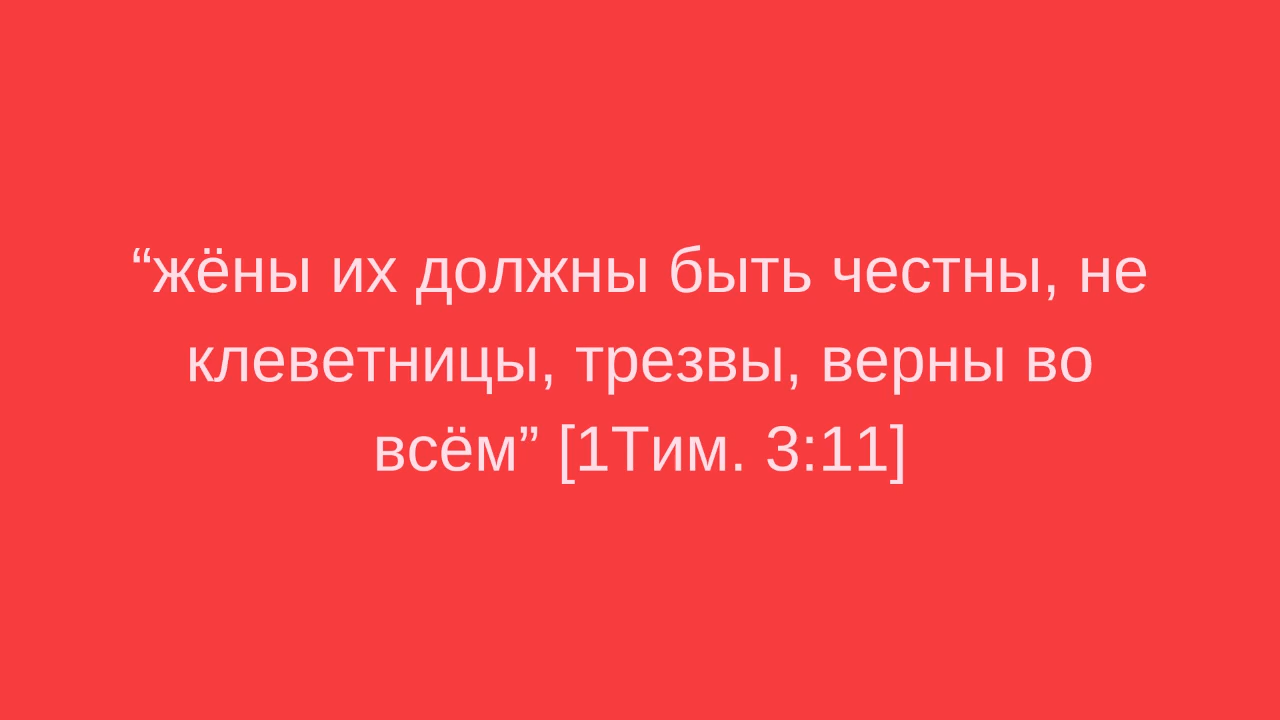 “жёны их должны быть честны, не
клеветницы, трезвы, верны во
всём” [1Тим. 3:11]